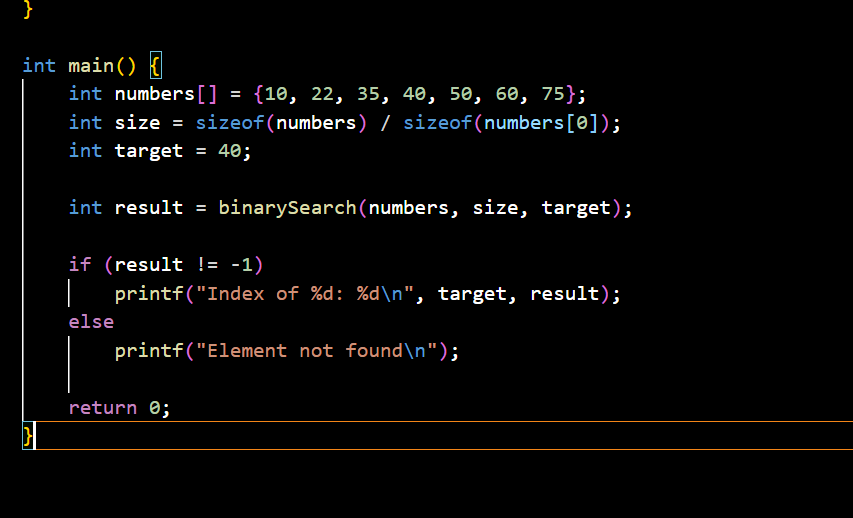 }
int main() {
    int numbers[] = {10, 22, 35, 40, 50, 60, 75};
    int size = sizeof(numbers) / sizeof(numbers[0]);
    int target = 40;
    int result = binarySearch(numbers, size, target);
    if (result != -1)
        printf("Index of %d: %d\n", target, result);
    else
        printf("Element not found\n");
    return 0;
}